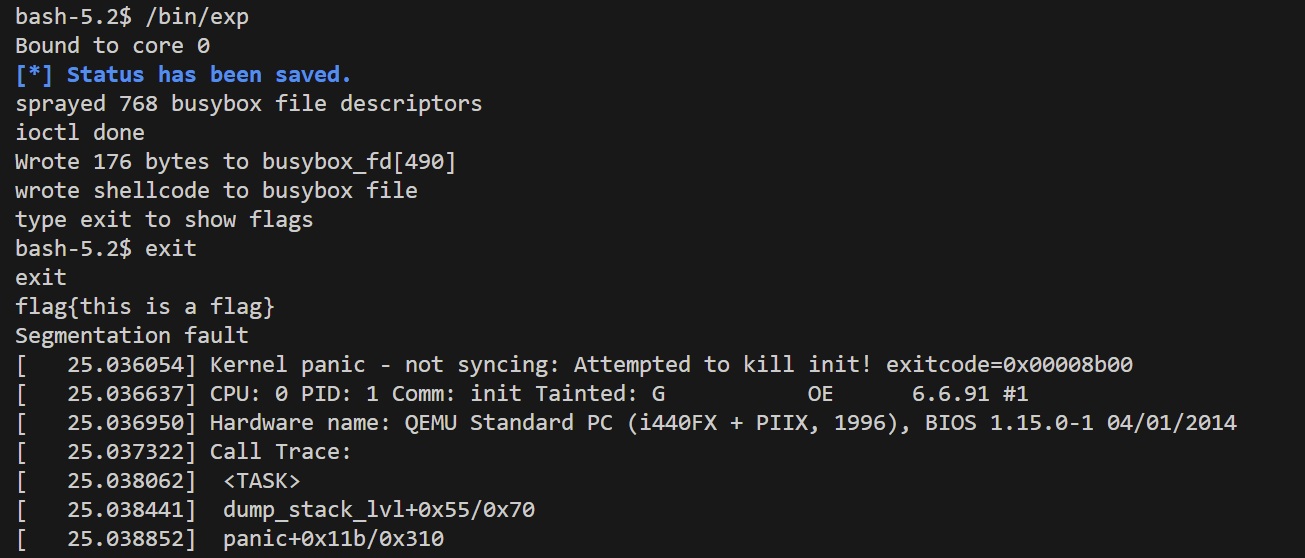 bash-5.2$ /bin/exp
Bound to core 0
[*] Status has been saved.
sprayed 768 busybox file descriptors
ioctl done
Wrote 176 bytes to busybox_fd[490]
wrote shellcode to busybox file
type exit to show flags
bash-5.2$ exit
exit
flag{this is a flag}
Segmentation fault
[   25.036054] Kernel panic - not syncing: Attempted to kill init! exitcode=0x00008b00
[   25.036637] CPU: 0 PID: 1 Comm: init Tainted: G           OE      6.6.91 #1
[   25.036950] Hardware name: QEMU Standard PC (i440FX + PIIX, 1996), BIOS 1.15.0-1 04/01/2014
[   25.037322] Call Trace:
[   25.038062]  <TASK>
[   25.038441]  dump_stack_lvl+0x55/0x70
[   25.038852]  panic+0x11b/0x310